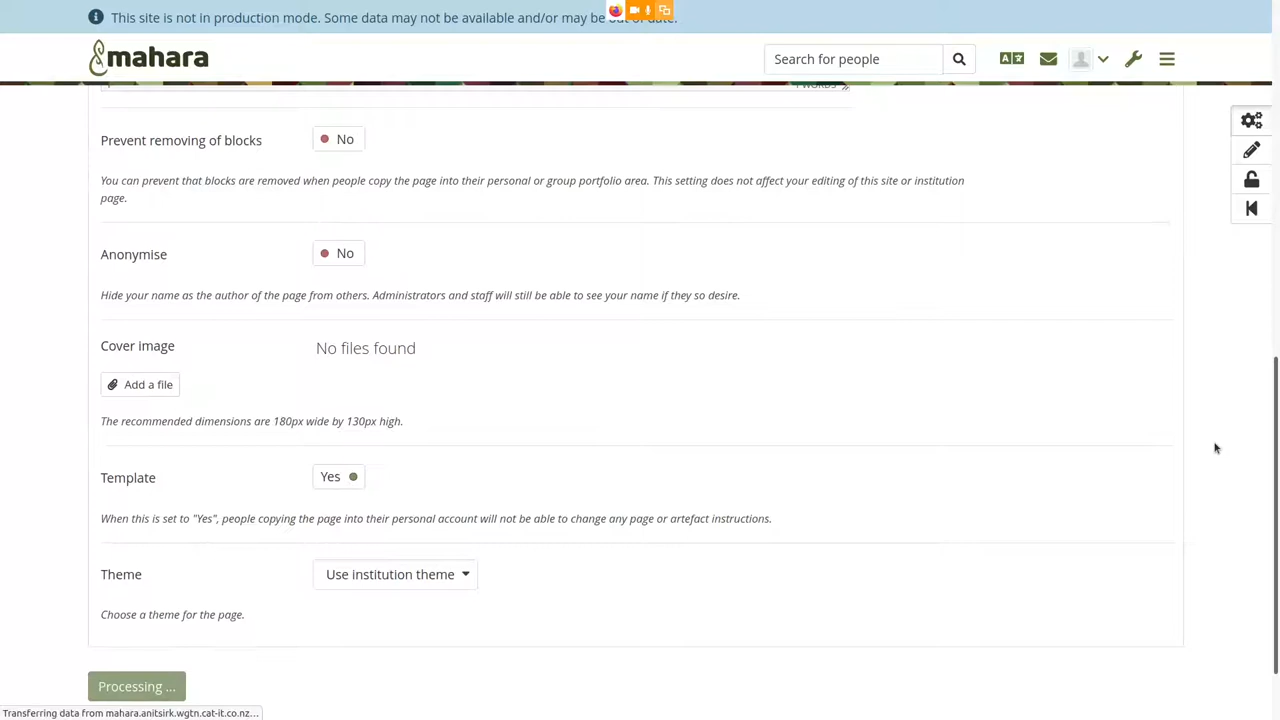 This site is not in production mode. Some data may not be available and/or may be out of date.
mahara
Search for people
WORDS
Prevent removing of blocks
No
You can prevent that blocks are removed when people copy the page into their personal or group portfolio area. This setting does not affect your editing of this site or institution
page.
Anonymise
No
Hide your name as the author of the page from others. Administrators and staff will still be able to see your name if they so desire.
Cover image
No files found
Add a file
The recommended dimensions are 180px wide by 130px high.
Template
Yes
When this is set to "Yes", people copying the page into their personal account will not be able to change any page or artefact instructions.
Theme
Use institution theme
Choose a theme for the page.
Processing ...
Transferring data from mahara.anitsirk.wgtn.cat-it.co.nz...